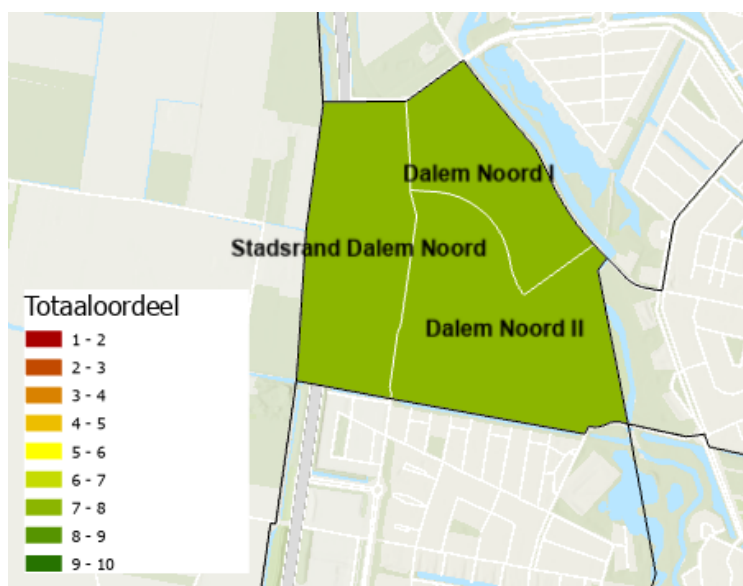 Dalem Noord I
Stadsrand Dalem Noord
Dalem Noord II
Totaaloordeel
1 - 2
2 - 3
3 - 4
4 - 5
5 - 6
6 - 7
7 - 8
8 - 9
9 - 10